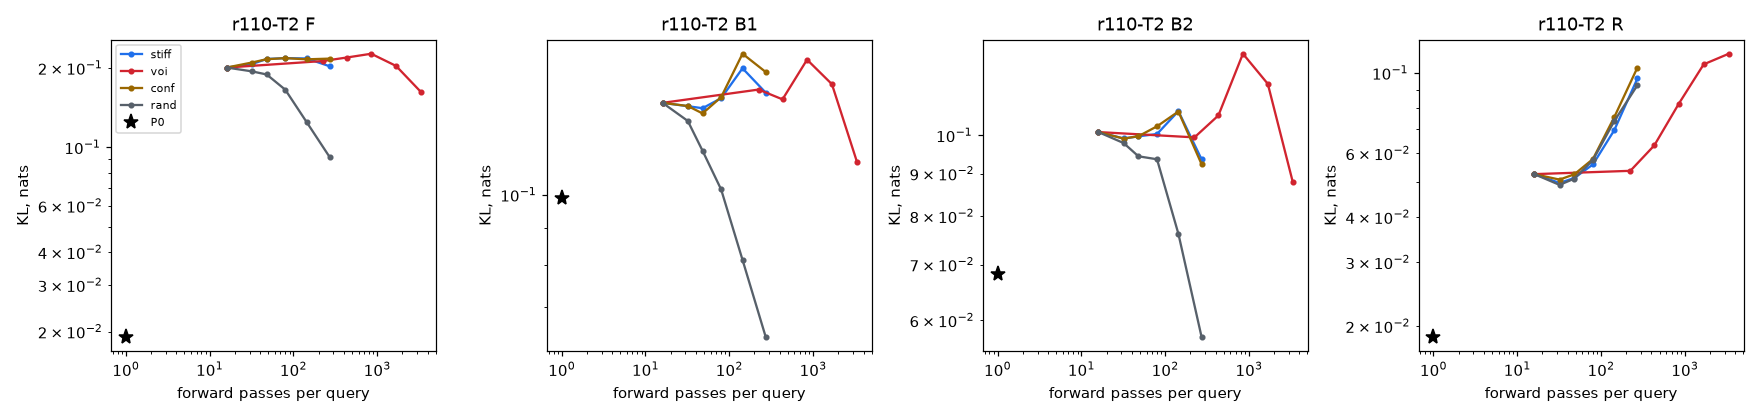 r110-T2 F
KL, nats
2 × 10⁻¹
10⁻¹
6 × 10⁻²
4 × 10⁻²
3 × 10⁻²
2 × 10⁻²
stiff
voi
conf
rand
P0
10⁰ 10¹ 10² 10³
forward passes per query
r110-T2 B1
KL, nats
10⁻¹
10⁰ 10¹ 10² 10³
forward passes per query
r110-T2 B2
KL, nats
10⁻¹
9 × 10⁻²
8 × 10⁻²
7 × 10⁻²
6 × 10⁻²
10⁰ 10¹ 10² 10³
forward passes per query
r110-T2 R
KL, nats
10⁻¹
6 × 10⁻²
4 × 10⁻²
3 × 10⁻²
2 × 10⁻²
10⁰ 10¹ 10² 10³
forward passes per query